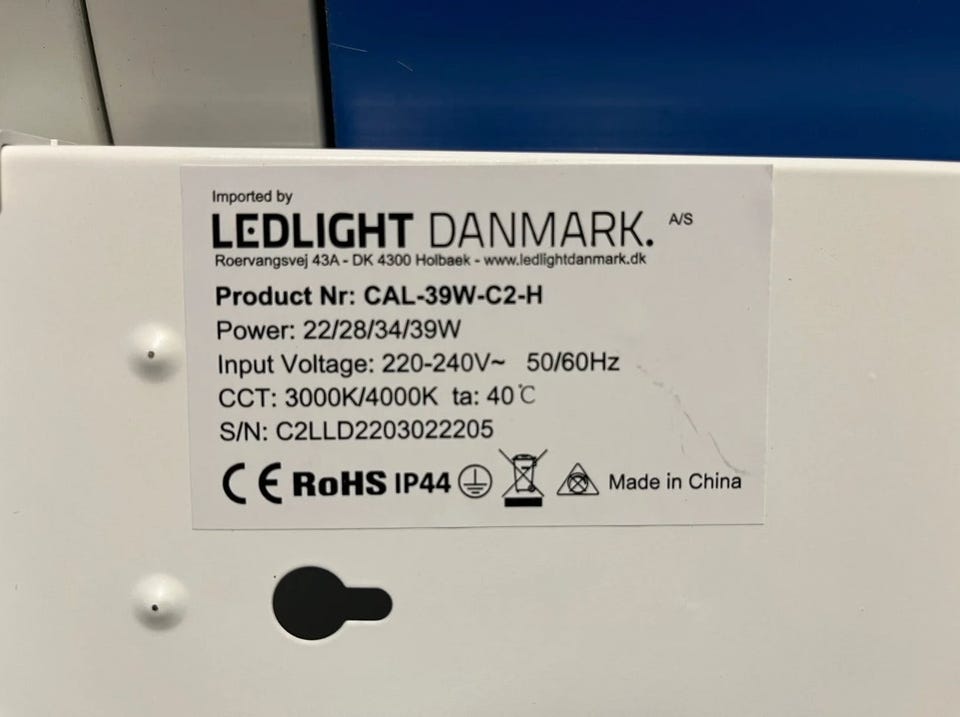 Imported by
LEDLIGHT DANMARK. A/S
Roervangsvej 43A - DK 4300 Holbaek - www.ledlightdanmark.dk
Product Nr: CAL-39W-C2-H
Power: 22/28/34/39W
Input Voltage: 220-240V~ 50/60Hz
CCT: 3000K/4000K ta: 40℃
S/N: C2LLD2203022205
CE RoHS IP44 Made in China